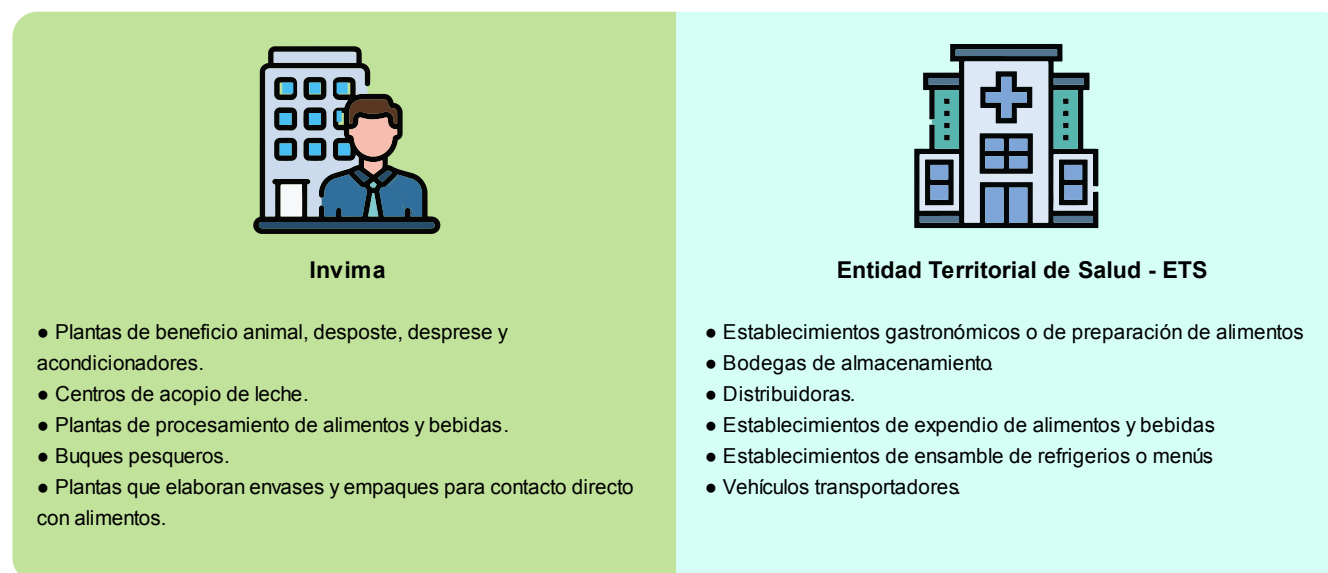 Invima
● Plantas de beneficio animal, desposte, desprese y
acondicionadores.
● Centros de acopio de leche.
● Plantas de procesamiento de alimentos y bebidas.
● Buques pesqueros.
● Plantas que elaboran envases y empaques para contacto directo
con alimentos.
Entidad Territorial de Salud - ETS
● Establecimientos gastronómicos o de preparación de alimentos
● Bodegas de almacenamiento.
● Distribuidoras.
● Establecimientos de expendio de alimentos y bebidas
● Establecimientos de ensamble de refrigerios o menús
● Vehículos transportadores.